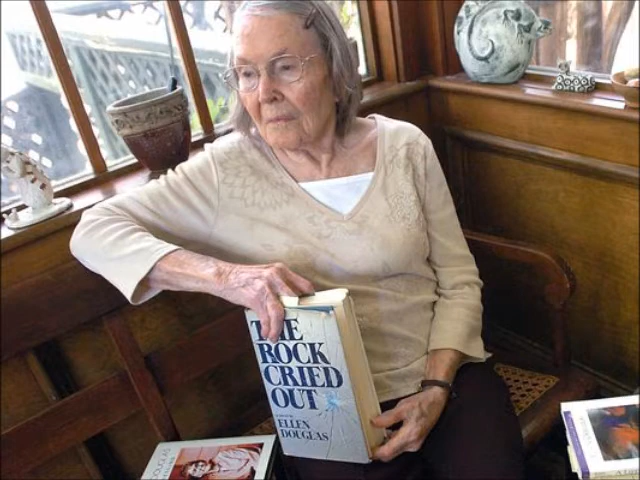 THE
ROCK
CRIED
OUT
ELLEN
DOUGLAS